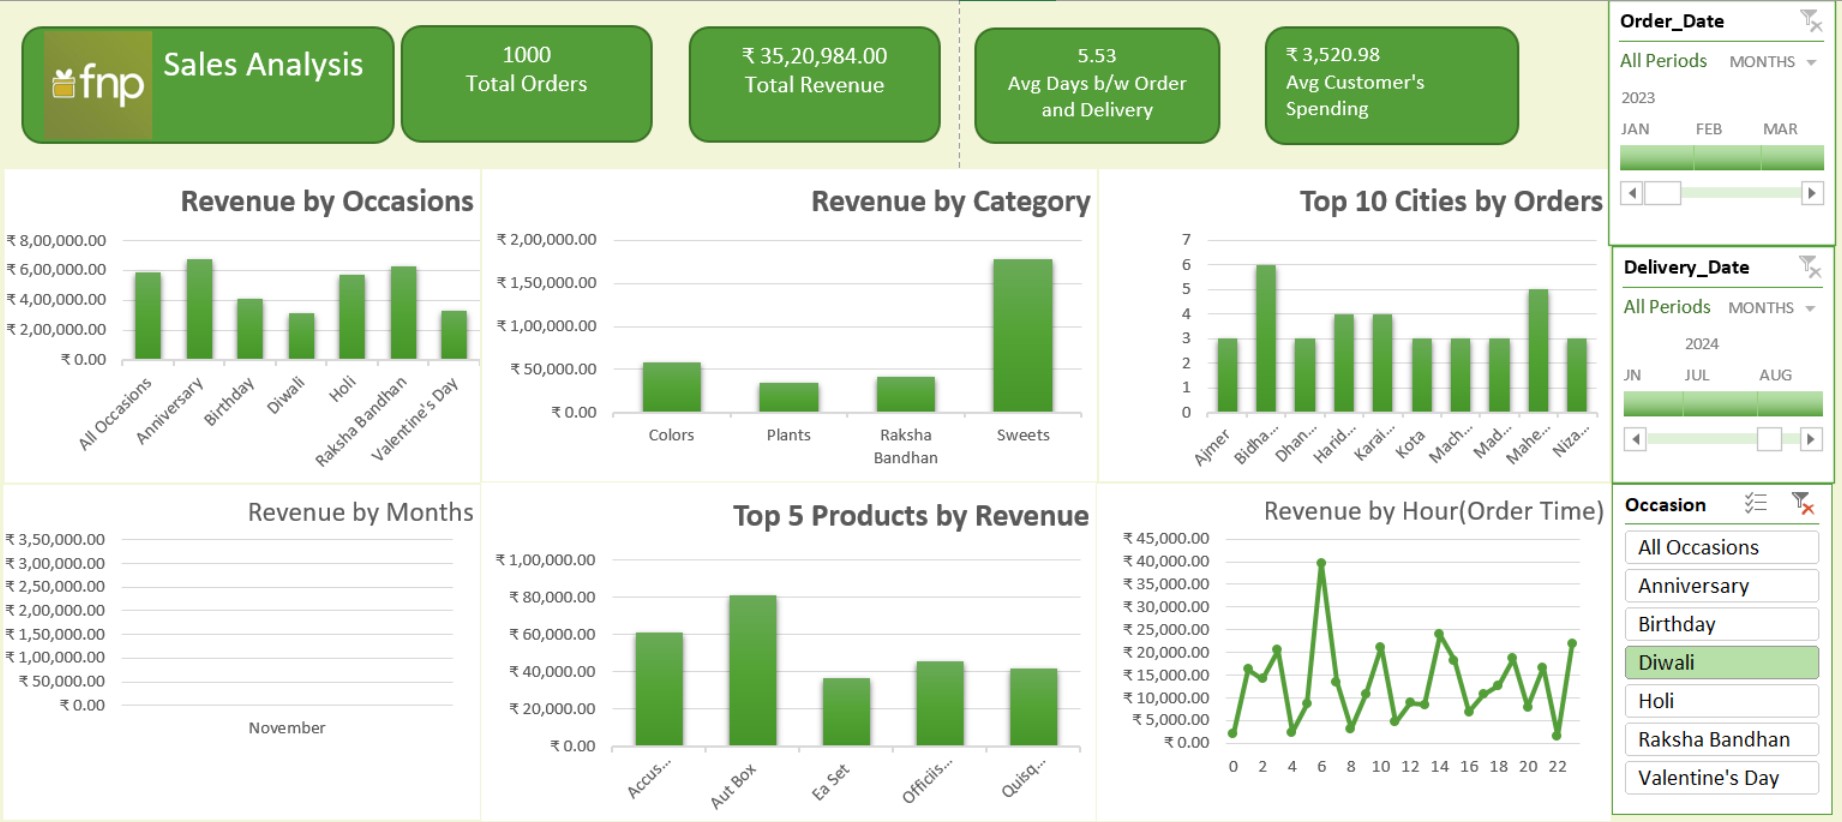 fnp
Sales Analysis
1000
Total Orders
₹ 35,20,984.00
Total Revenue
5.53
Avg Days b/w Order
and Delivery
₹ 3,520.98
Avg Customer's
Spending
Order_Date
All Periods MONTHS
2023
JAN FEB MAR
Revenue by Occasions
₹ 8,00,000.00
₹ 6,00,000.00
₹ 4,00,000.00
₹ 2,00,000.00
₹ 0.00
All Occasions
Anniversary
Birthday
Diwali
Holi
Raksha Bandhan
Valentine's Day
Revenue by Category
₹ 2,00,000.00
₹ 1,50,000.00
₹ 1,00,000.00
₹ 50,000.00
₹ 0.00
Colors
Plants
Raksha
Bandhan
Sweets
Top 10 Cities by Orders
7
6
5
4
3
2
1
0
Ajmer
Bidha...
Dhan...
Harid...
Karai...
Kota
Mach...
Mad...
Mahe...
Niza...
Delivery_Date
All Periods MONTHS
2024
JN JUL AUG
Revenue by Months
₹ 3,50,000.00
₹ 3,00,000.00
₹ 2,50,000.00
₹ 2,00,000.00
₹ 1,50,000.00
₹ 1,00,000.00
₹ 50,000.00
₹ 0.00
November
Top 5 Products by Revenue
₹ 1,00,000.00
₹ 80,000.00
₹ 60,000.00
₹ 40,000.00
₹ 20,000.00
₹ 0.00
Accus...
Aut Box
Ea Set
Officiis...
Quisq...
Revenue by Hour(Order Time)
₹ 45,000.00
₹ 40,000.00
₹ 35,000.00
₹ 30,000.00
₹ 25,000.00
₹ 20,000.00
₹ 15,000.00
₹ 10,000.00
₹ 5,000.00
₹ 0.00
0 2 4 6 8 10 12 14 16 18 20 22
Occasion
All Occasions
Anniversary
Birthday
Diwali
Holi
Raksha Bandhan
Valentine's Day